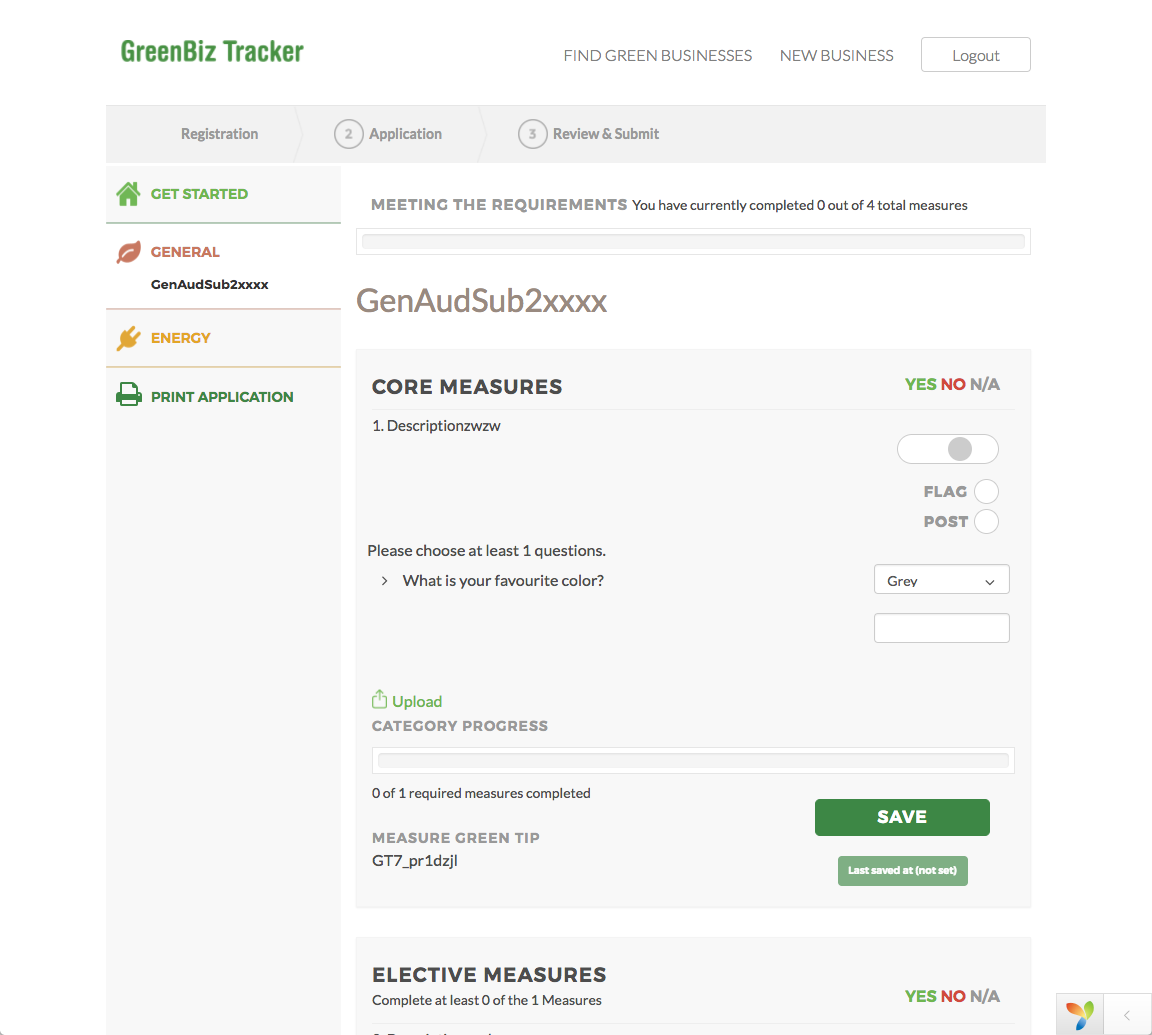 GreenBiz Tracker
FIND GREEN BUSINESSES NEW BUSINESS Logout
Registration 2 Application 3 Review & Submit
GET STARTED
GENERAL
GenAudSub2xxxx
ENERGY
PRINT APPLICATION
MEETING THE REQUIREMENTS You have currently completed 0 out of 4 total measures
GenAudSub2xxxx
CORE MEASURES YES NO N/A
1. Descriptionzwzw
FLAG
POST
Please choose at least 1 questions.
What is your favourite color? Grey
Upload
CATEGORY PROGRESS
0 of 1 required measures completed
SAVE
MEASURE GREEN TIP
GT7_pr1dzjl
Last saved at (not set)
ELECTIVE MEASURES
Complete at least 0 of the 1 Measures
YES NO N/A